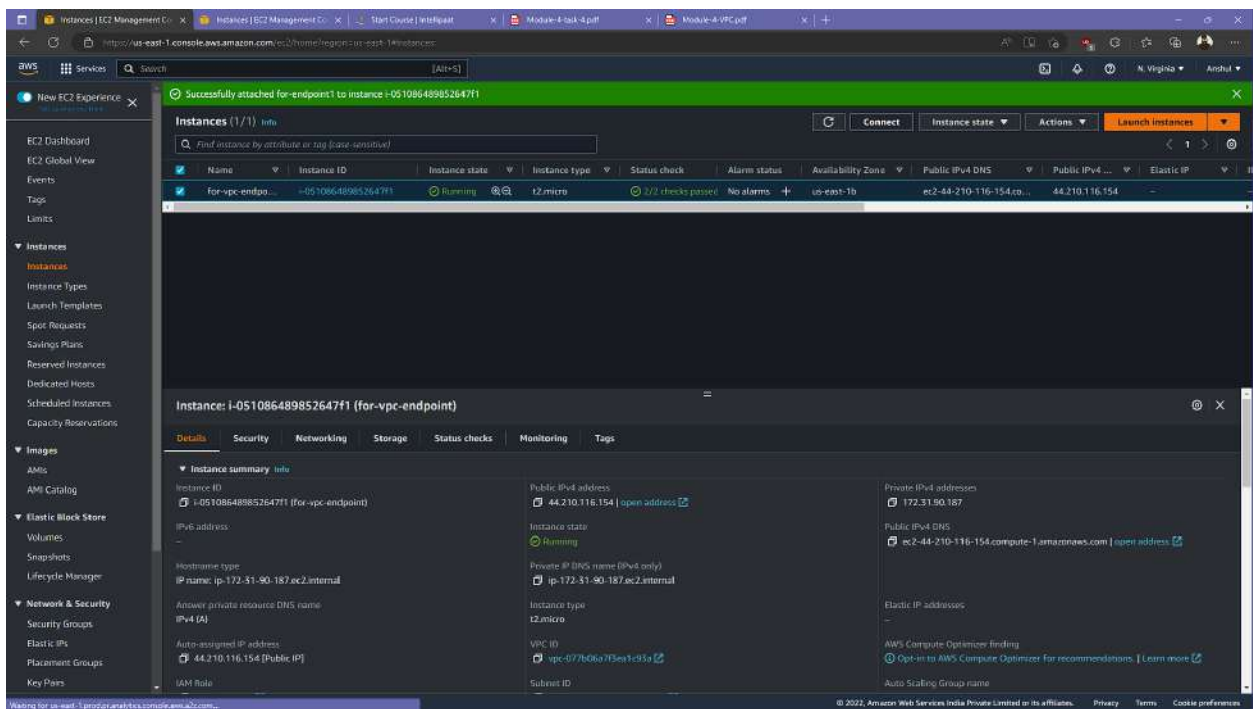 Instances | EC2 Management Co
Instances | EC2 Management Co
Start Course | Intellipaat
Module-4-task-4.pdf
Module-4-VPC.pdf
https://us-east-1.console.aws.amazon.com/ec2/home?region=us-east-1#Instances:
aws
Services
Search
[Alt+S]
N. Virginia
Anshul
New EC2 Experience
Successfully attached for-endpoint1 to instance i-051086489852647f1
EC2 Dashboard
EC2 Global View
Events
Tags
Limits
Instances
Instances
Instance Types
Launch Templates
Spot Requests
Savings Plans
Reserved Instances
Dedicated Hosts
Scheduled Instances
Capacity Reservations
Images
AMIs
AMI Catalog
Elastic Block Store
Volumes
Snapshots
Lifecycle Manager
Network & Security
Security Groups
Elastic IPs
Placement Groups
Key Pairs
Instances (1/1) Info
Connect
Instance state
Actions
Launch instances
Find instance by attribute or tag (case-sensitive)
1
Name Instance ID Instance state Instance type Status check Alarm status Availability Zone Public IPv4 DNS Public IPv4 ... Elastic IP
for-vpc-endpo... i-051086489852647f1 Running t2.micro 2/2 checks passed No alarms + us-east-1b ec2-44-210-116-154.co... 44.210.116.154 –
Instance: i-051086489852647f1 (for-vpc-endpoint)
Details Security Networking Storage Status checks Monitoring Tags
Instance summary Info
Instance ID
i-051086489852647f1 (for-vpc-endpoint)
Public IPv4 address
44.210.116.154 | open address
Private IPv4 addresses
172.31.90.187
IPv6 address
–
Instance state
Running
Public IPv4 DNS
ec2-44-210-116-154.compute-1.amazonaws.com | open address
Hostname type
IP name: ip-172-31-90-187.ec2.internal
Private IP DNS name (IPv4 only)
ip-172-31-90-187.ec2.internal
Answer private resource DNS name
IPv4 (A)
Instance type
t2.micro
Elastic IP addresses
–
Auto-assigned IP address
44.210.116.154 [Public IP]
VPC ID
vpc-077b06a7f3ea1c93a
AWS Compute Optimizer finding
Opt-in to AWS Compute Optimizer for recommendations. | Learn more
IAM Role
Subnet ID
Auto Scaling Group name
Waiting for us-east-1.prod.pr.analytics.console.aws.a2z.com...
© 2022, Amazon Web Services India Private Limited or its affiliates. Privacy Terms Cookie preferences